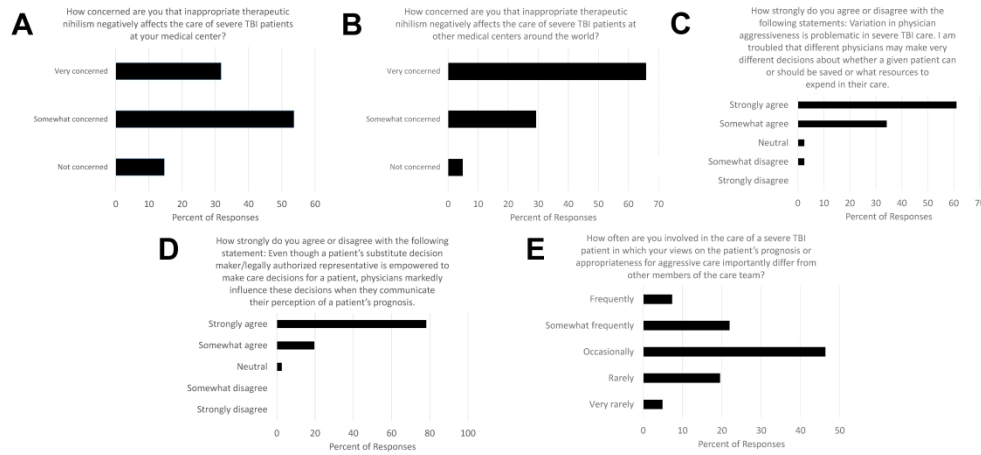 A
How concerned are you that inappropriate therapeutic
nihilism negatively affects the care of severe TBI patients
at your medical center?
Very concerned
Somewhat concerned
Not concerned
0 10 20 30 40 50 60
Percent of Responses
B
How concerned are you that inappropriate therapeutic
nihilism negatively affects the care of severe TBI patients at
other medical centers around the world?
Very concerned
Somewhat concerned
Not concerned
0 10 20 30 40 50 60 70
Percent of Responses
C
How strongly do you agree or disagree with the
following statements: Variation in physician
aggressiveness is problematic in severe TBI care. I am
troubled that different physicians may make very
different decisions about whether a given patient can
or should be saved or what resources to
expend in their care.
Strongly agree
Somewhat agree
Neutral
Somewhat disagree
Strongly disagree
0 10 20 30 40 50 60 70
Percent of Responses
D
How strongly do you agree or disagree with the following
statement: Even though a patient's substitute decision
maker/legally authorized representative is empowered to
make care decisions for a patient, physicians markedly
influence these decisions when they communicate
their perception of a patient's prognosis.
Strongly agree
Somewhat agree
Neutral
Somewhat disagree
Strongly disagree
0 20 40 60 80 100
Percent of Responses
E
How often are you involved in the care of a severe TBI
patient in which your views on the patient's prognosis or
appropriateness for aggressive care importantly differ from
other members of the care team?
Frequently
Somewhat frequently
Occasionally
Rarely
Very rarely
0 10 20 30 40 50
Percent of Responses